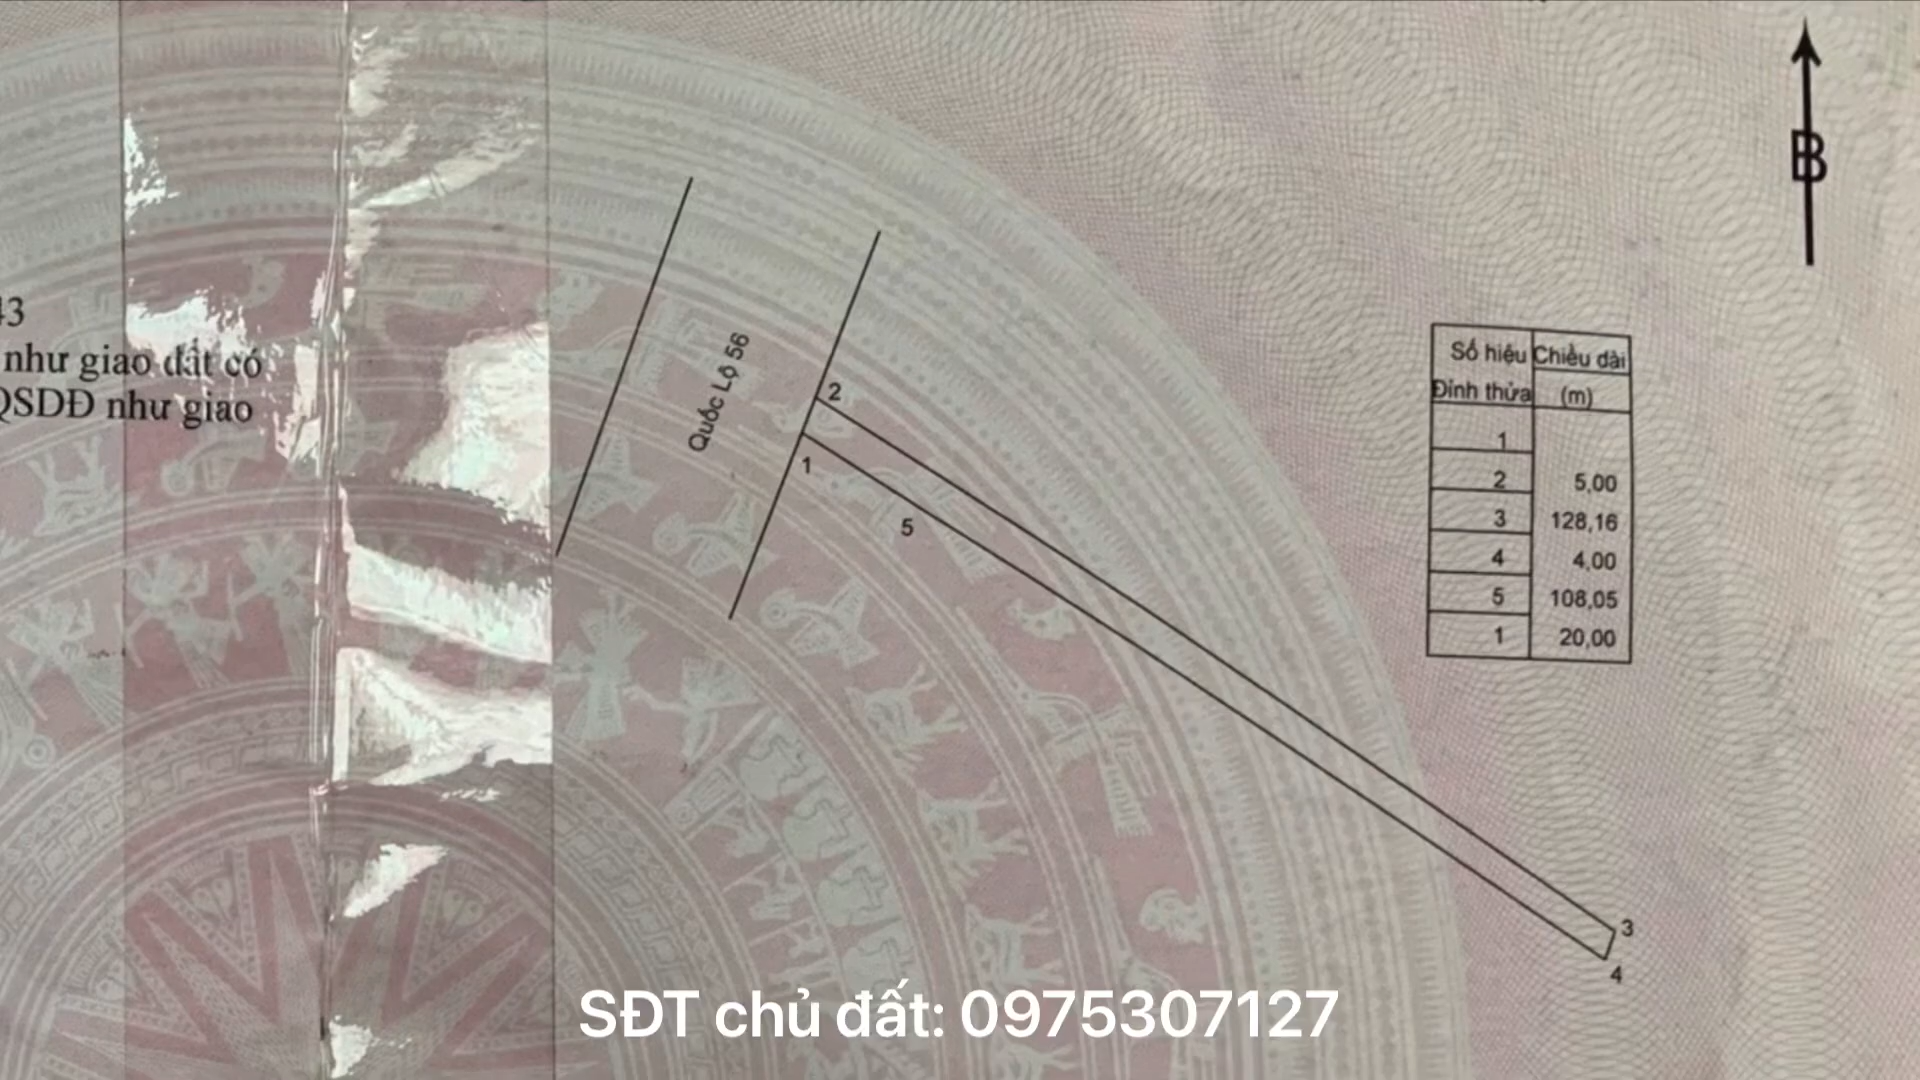 43
như giao đất có
QSDĐ như giao
B
Quốc Lộ 56
2
1
5
3
4
Số hiệu Đỉnh thửa Chiều dài (m)
1
2 5,00
3 128,16
4 4,00
5 108,05
1 20,00
SĐT chủ đất: 0975307127